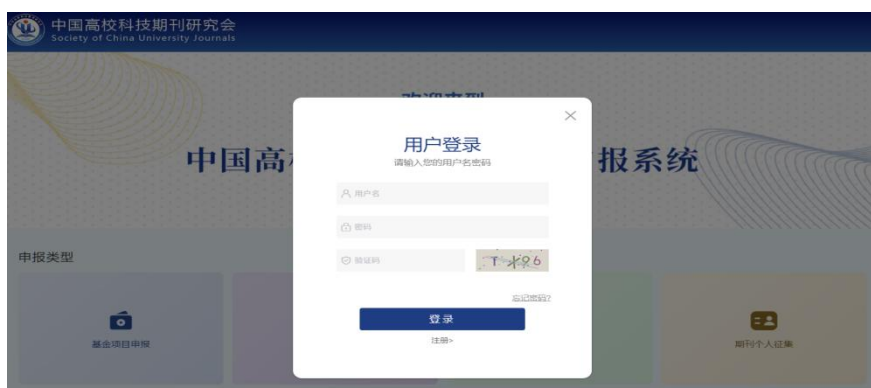 中国高校科技期刊研究会
Society of China University Journals
中国高
报系统
用户登录
请输入您的用户名密码
用户名
密码
验证码
忘记密码?
登录
注册>
申报类型
基金项目申报
期刊个人征集